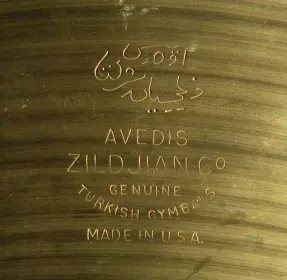 AVEDIS
ZILDJIAN Co
GENUINE
TURKISH CYMBALS
MADE IN U.S.A.